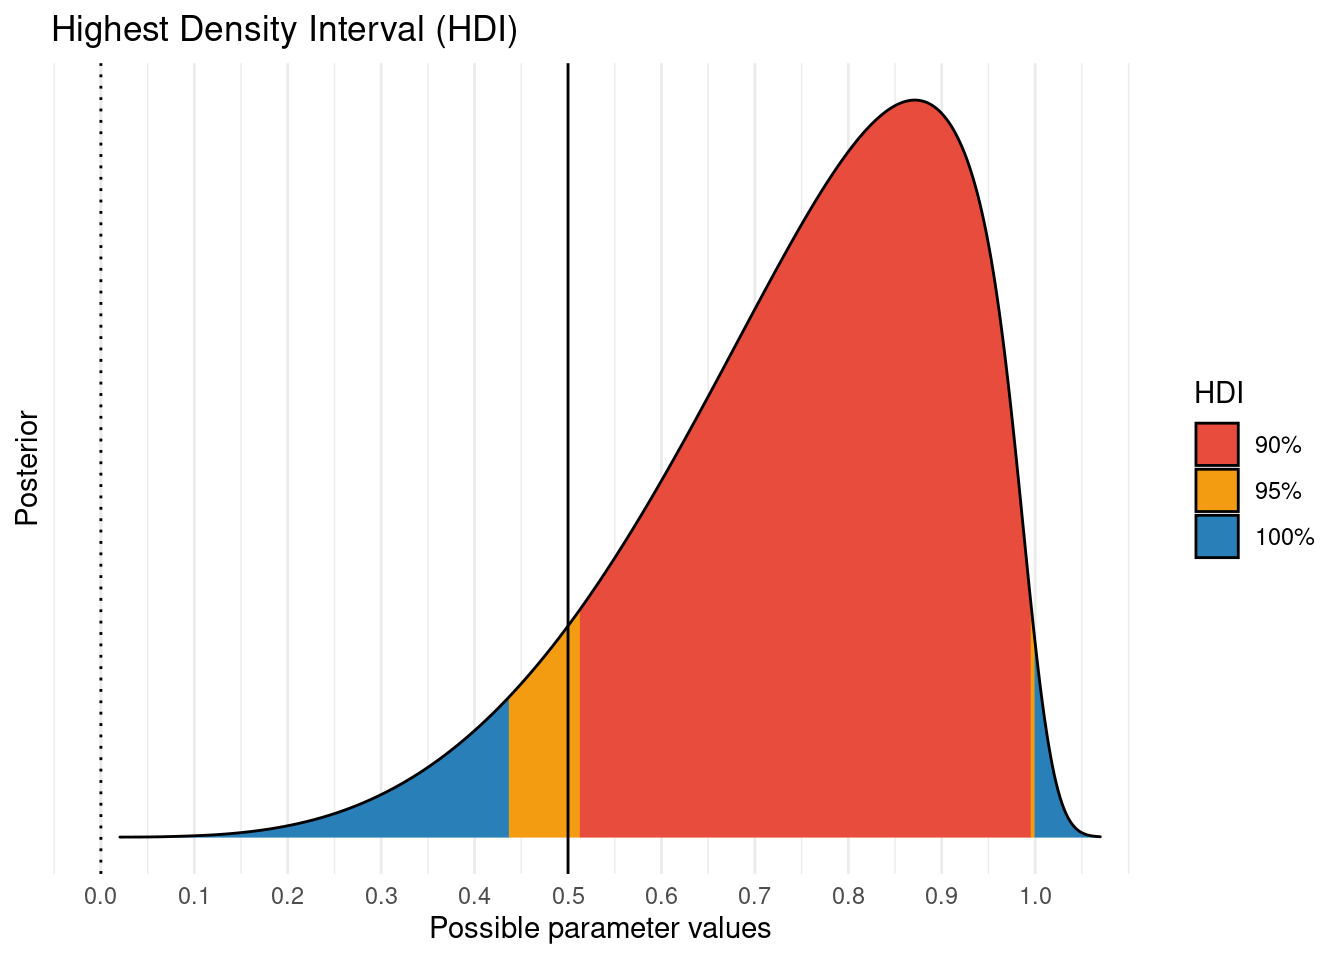 Highest Density Interval (HDI)
Posterior
HDI
90%
95%
100%
0.0 0.1 0.2 0.3 0.4 0.5 0.6 0.7 0.8 0.9 1.0
Possible parameter values